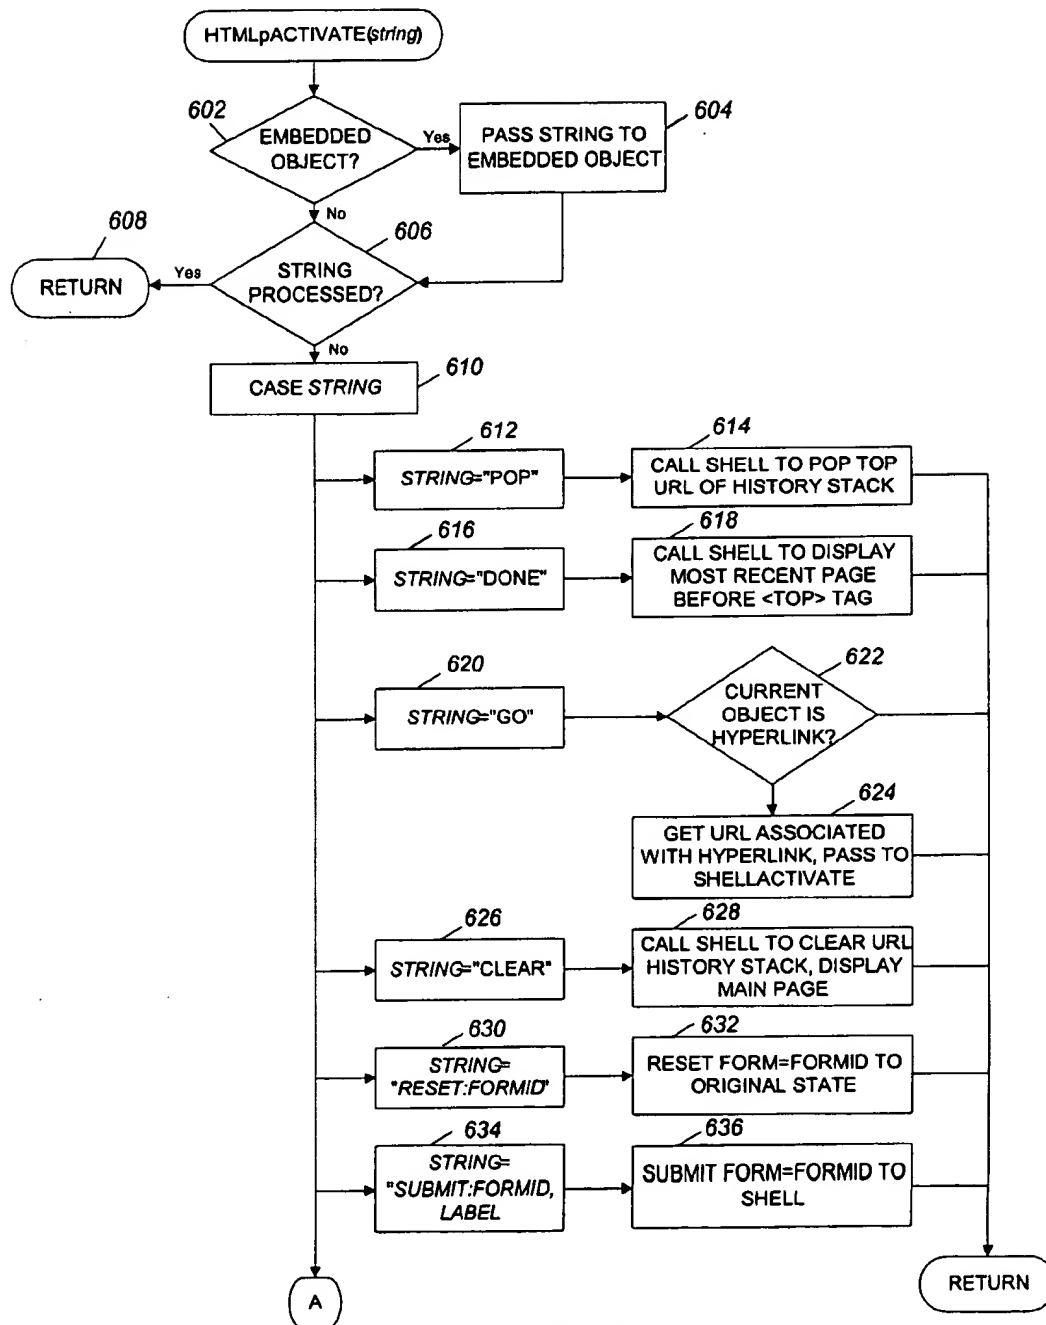 HTMLpACTIVATE(string)
602
EMBEDDED
OBJECT?
Yes
604
PASS STRING TO
EMBEDDED OBJECT
No
608
RETURN
Yes
606
STRING
PROCESSED?
No
610
CASE STRING
612
STRING="POP"
614
CALL SHELL TO POP TOP
URL OF HISTORY STACK
616
STRING="DONE"
618
CALL SHELL TO DISPLAY
MOST RECENT PAGE
BEFORE <TOP> TAG
620
STRING="GO"
622
CURRENT
OBJECT IS
HYPERLINK?
624
GET URL ASSOCIATED
WITH HYPERLINK, PASS TO
SHELLACTIVATE
626
STRING="CLEAR"
628
CALL SHELL TO CLEAR URL
HISTORY STACK, DISPLAY
MAIN PAGE
630
STRING=
"RESET:FORMID"
632
RESET FORM=FORMID TO
ORIGINAL STATE
634
STRING=
"SUBMIT:FORMID,
LABEL
636
SUBMIT FORM=FORMID TO
SHELL
A
RETURN